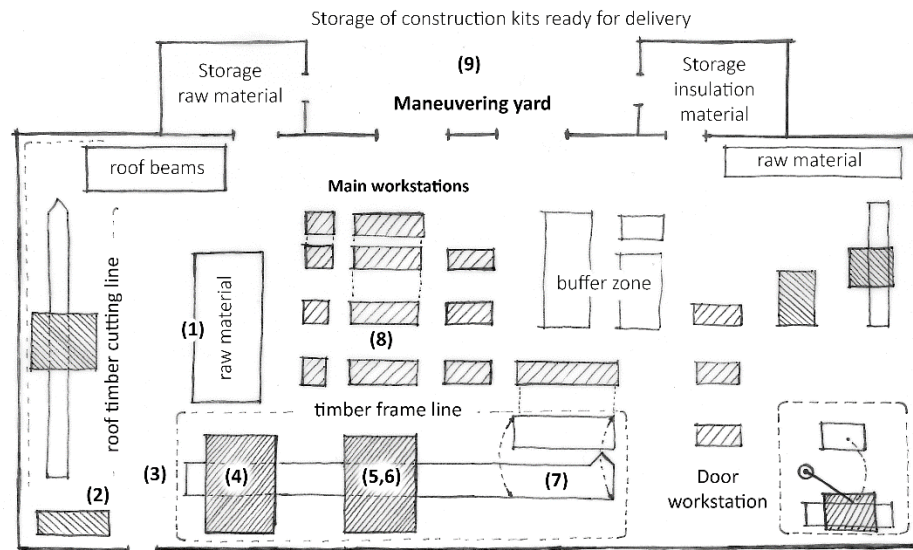 Storage of construction kits ready for delivery
(9)
Maneuvering yard
Storage
raw material
Storage
insulation
material
roof beams
raw material
Main workstations
buffer zone
(1)
raw material
(8)
roof timber cutting line
timber frame line
(2)
(3)
(4)
(5,6)
(7)
Door
workstation